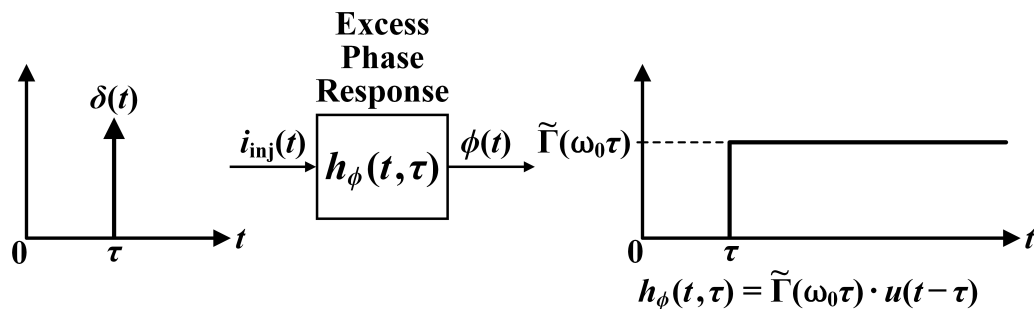 Excess
Phase
Response
δ(t)
0
τ
t
i_inj(t)
h_ϕ(t,τ)
ϕ(t)
Γ̃(ω₀τ)
0
τ
t
h_ϕ(t,τ) = Γ̃(ω₀τ) · u(t − τ)